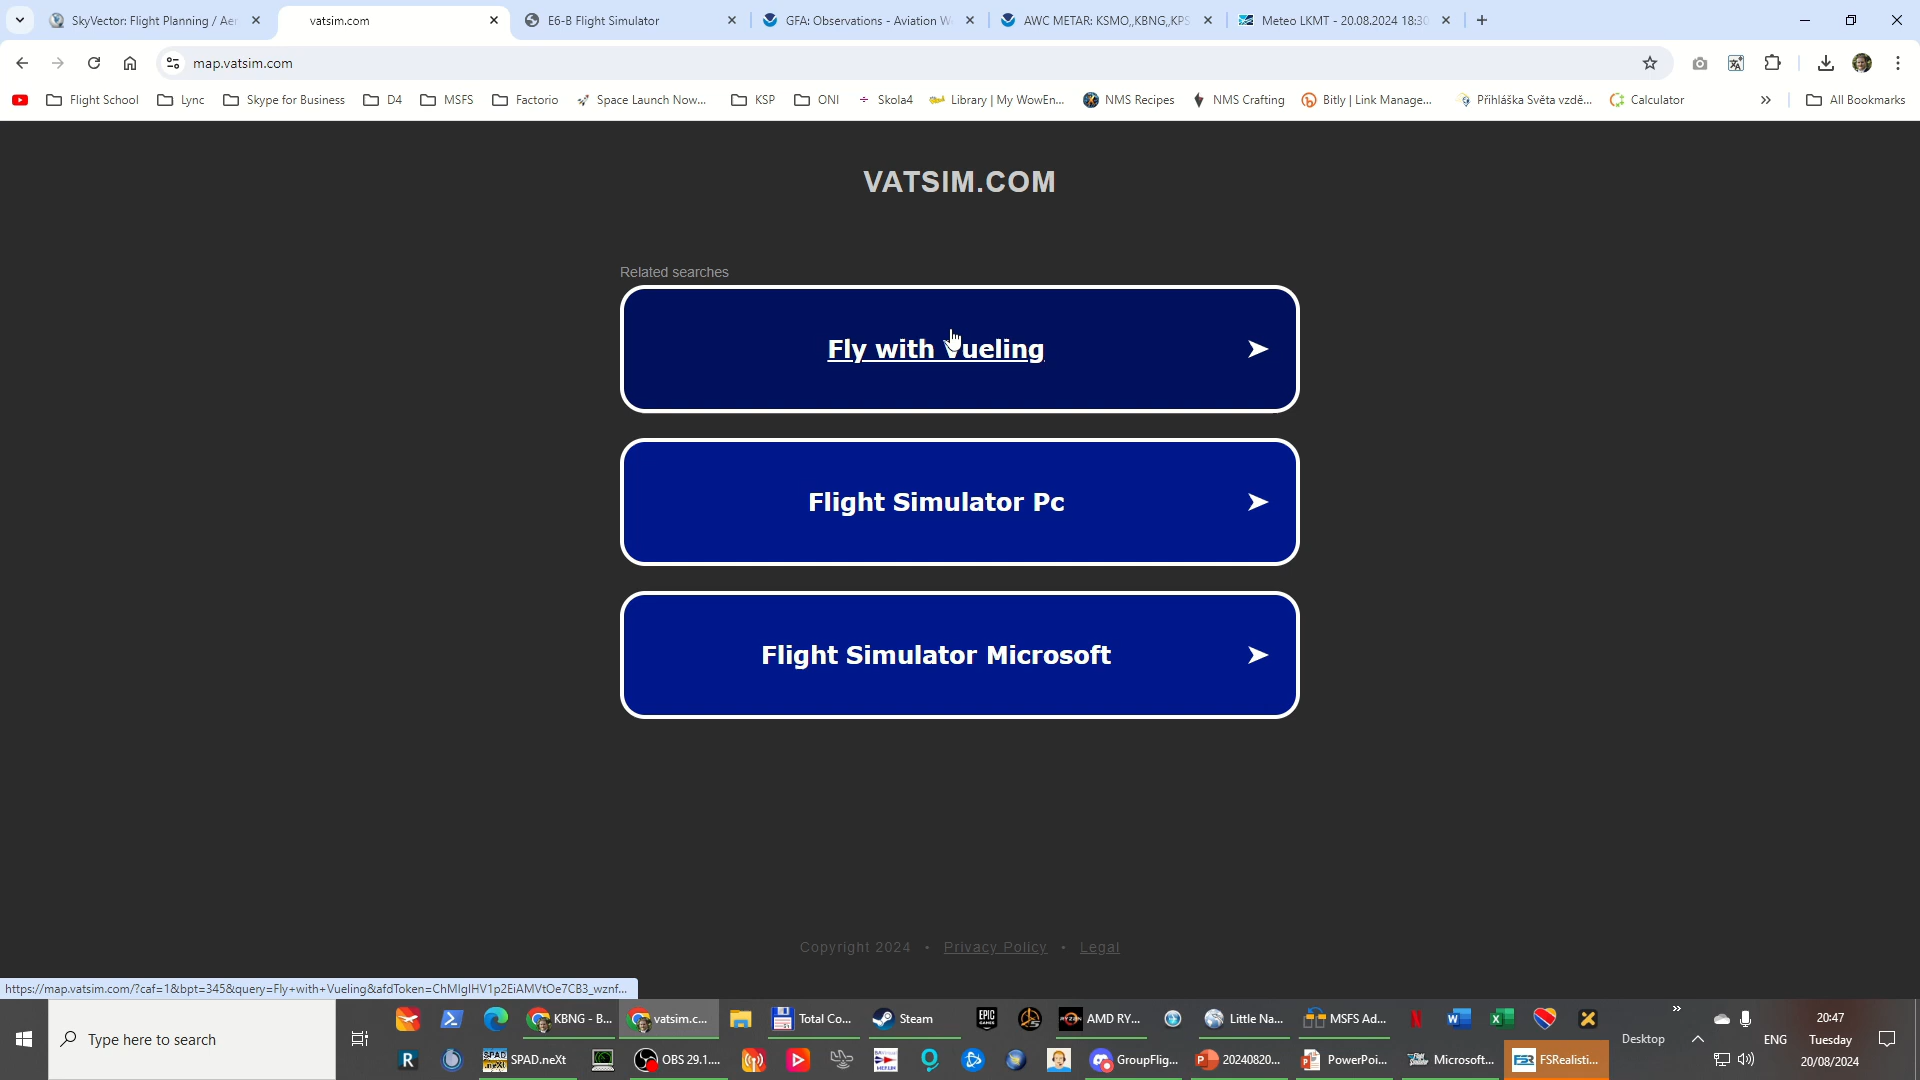 SkyVector: Flight Planning / Aer
vatsim.com
E6-B Flight Simulator
GFA: Observations - Aviation W
AWC METAR: KSMO,,KBNG,,KPS
Meteo LKMT - 20.08.2024 18:30
map.vatsim.com
Flight School
Lync
Skype for Business
D4
MSFS
Factorio
Space Launch Now...
KSP
ONI
Skola4
Library | My WowEn...
NMS Recipes
NMS Crafting
Bitly | Link Manage...
Přihláška Světa vzdě...
Calculator
All Bookmarks
VATSIM.COM
Related searches
Fly with Vueling
Flight Simulator Pc
Flight Simulator Microsoft
Copyright 2024 • Privacy Policy • Legal
https://map.vatsim.com/?caf=1&bpt=345&query=Fly+with+Vueling&afdToken=ChMIgIHV1p2EiAMVtOe7CB3_wznf...
Type here to search
KBNG - B...
vatsim.c...
Total Co...
Steam
EPIC GAMES
RYZEN
AMD RY...
Little Na...
MSFS Ad...
SPAD.neXt
OBS 29.1....
GroupFlig...
20240820...
PowerPoi...
Microsoft...
FSR
FSRealisti...
Desktop
ENG
20:47
Tuesday
20/08/2024